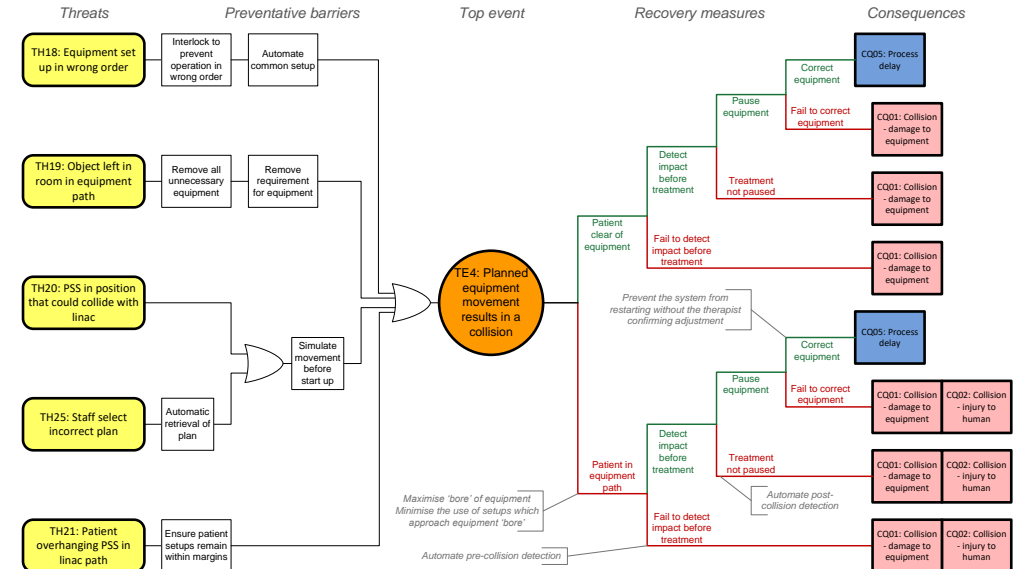 Threats
Preventative barriers
Top event
Recovery measures
Consequences
TH18: Equipment set
up in wrong order
Interlock to
prevent
operation in
wrong order
Automate
common setup
TH19: Object left in
room in equipment
path
Remove all
unnecessary
equipment
Remove
requirement
for equipment
TH20: PSS in position
that could collide with
linac
Simulate
movement
before
start up
TH25: Staff select
incorrect plan
Automatic
retrieval of
plan
TH21: Patient
overhanging PSS in
linac path
Ensure patient
setups remain
within margins
TE4: Planned
equipment
movement
results in a
collision
Patient
clear of
equipment
Detect
impact
before
treatment
Pause
equipment
Correct
equipment
CQ05: Process
delay
Fail to correct
equipment
CQ01: Collision
- damage to
equipment
Treatment
not paused
CQ01: Collision
- damage to
equipment
Fail to detect
impact before
treatment
CQ01: Collision
- damage to
equipment
Prevent the system from
restarting without the therapist
confirming adjustment
Correct
equipment
CQ05: Process
delay
Pause
equipment
Fail to correct
equipment
CQ01: Collision
- damage to
equipment
CQ02: Collision
- injury to
human
Detect
impact
before
treatment
Treatment
not paused
CQ01: Collision
- damage to
equipment
CQ02: Collision
- injury to
human
Patient in
equipment
path
Maximise ‘bore’ of equipment
Minimise the use of setups which
approach equipment ‘bore’
Automate post-
collision detection
Fail to detect
impact before
treatment
Automate pre-collision detection
CQ01: Collision
- damage to
equipment
CQ02: Collision
- injury to
human